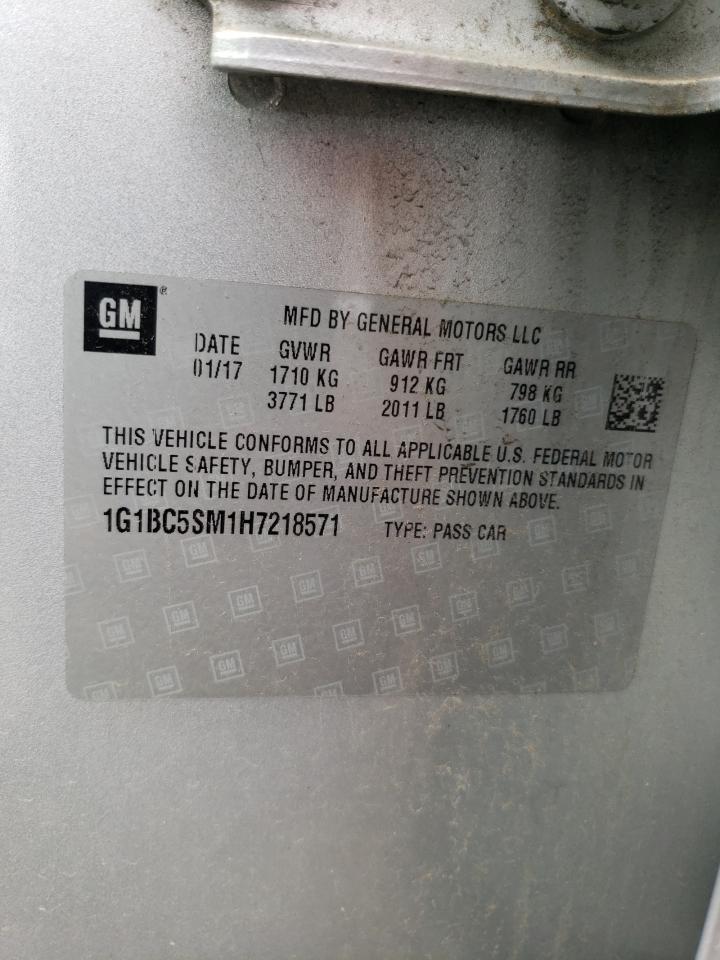 GM®
MFD BY GENERAL MOTORS LLC
DATE GVWR GAWR FRT GAWR RR
01/17 1710 KG 912 KG 798 KG
3771 LB 2011 LB 1760 LB
THIS VEHICLE CONFORMS TO ALL APPLICABLE U.S. FEDERAL MOTOR
VEHICLE SAFETY, BUMPER, AND THEFT PREVENTION STANDARDS IN
EFFECT ON THE DATE OF MANUFACTURE SHOWN ABOVE.
1G1BC5SM1H7218571 TYPE: PASS CAR